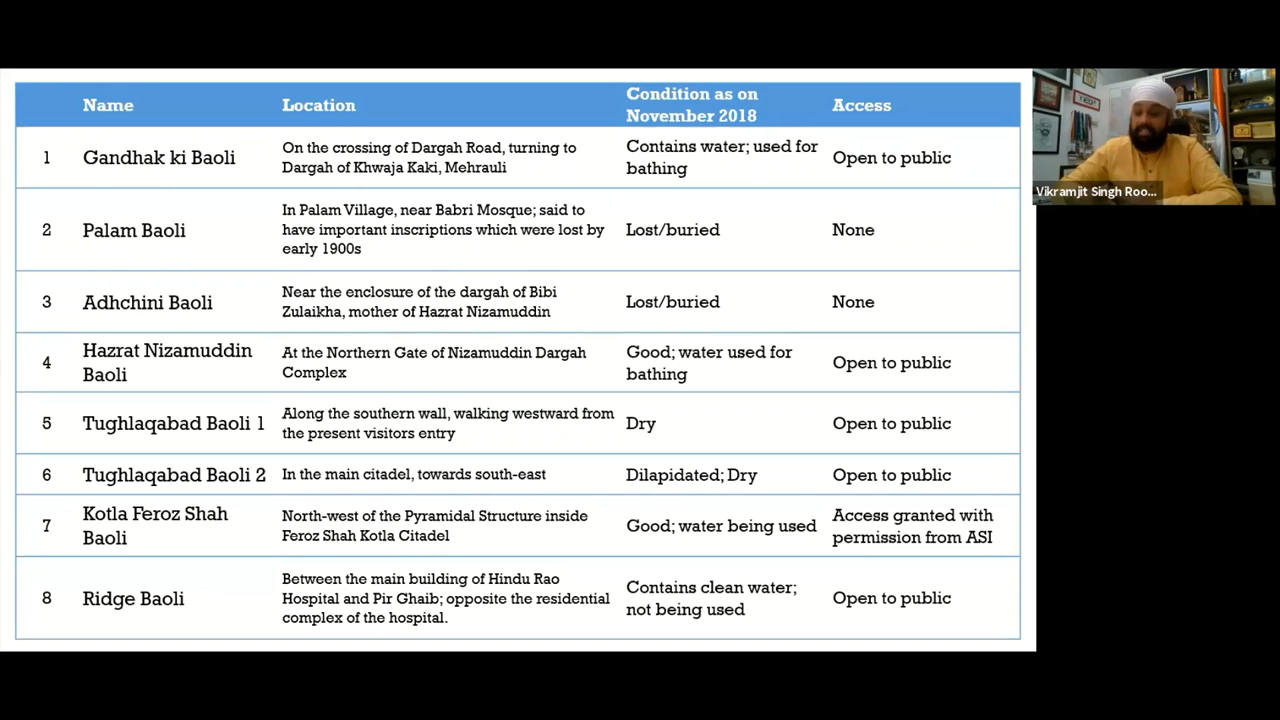 Name Location Condition as on November 2018 Access
1 Gandhak ki Baoli On the crossing of Dargah Road, turning to Dargah of Khwaja Kaki, Mehrauli Contains water; used for bathing Open to public
2 Palam Baoli In Palam Village, near Babri Mosque; said to have important inscriptions which were lost by early 1900s Lost/buried None
3 Adhchini Baoli Near the enclosure of the dargah of Bibi Zulaikha, mother of Hazrat Nizamuddin Lost/buried None
4 Hazrat Nizamuddin Baoli At the Northern Gate of Nizamuddin Dargah Complex Good; water used for bathing Open to public
5 Tughlaqabad Baoli 1 Along the southern wall, walking westward from the present visitors entry Dry Open to public
6 Tughlaqabad Baoli 2 In the main citadel, towards south-east Dilapidated; Dry Open to public
7 Kotla Feroz Shah Baoli North-west of the Pyramidal Structure inside Feroz Shah Kotla Citadel Good; water being used Access granted with permission from ASI
8 Ridge Baoli Between the main building of Hindu Rao Hospital and Pir Ghaib; opposite the residential complex of the hospital. Contains clean water; not being used Open to public
Vikramjit Singh Roo...